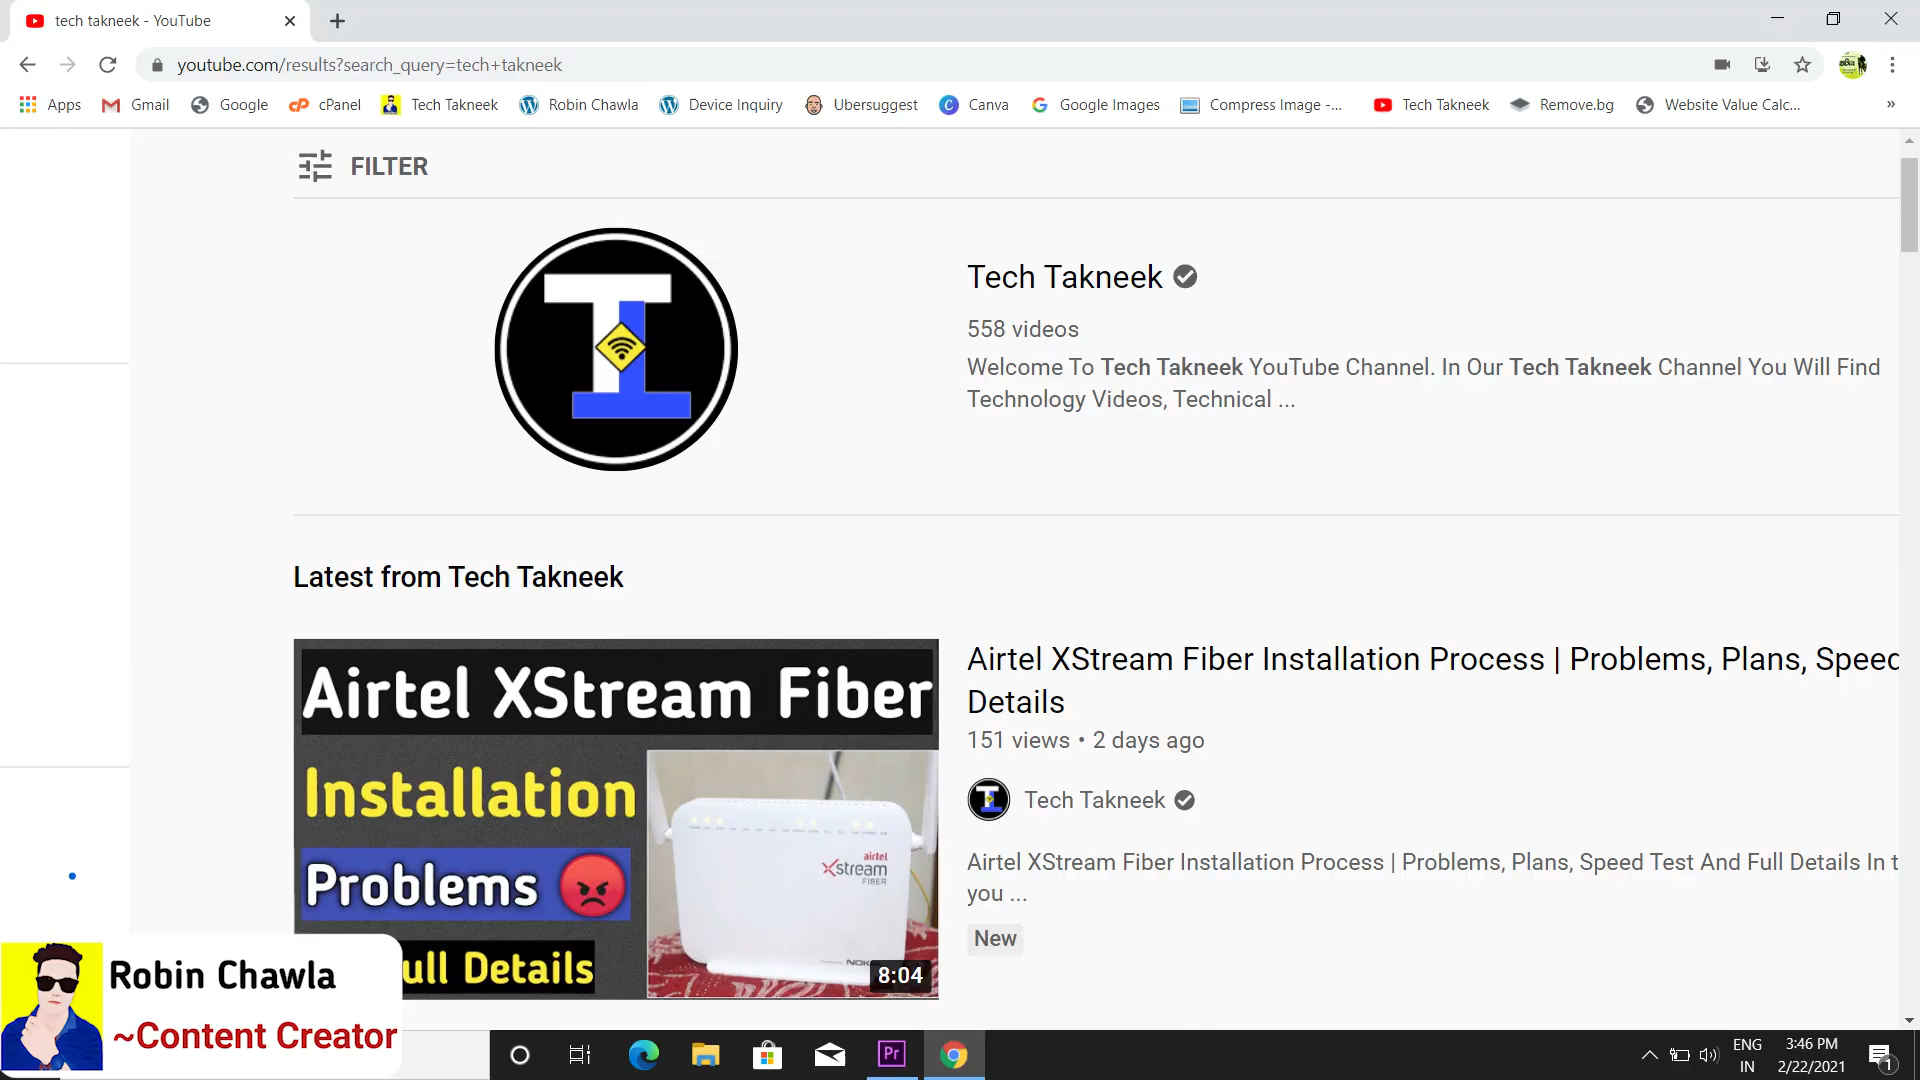 tech takneek - YouTube
youtube.com/results?search_query=tech+takneek
Apps Gmail Google cPanel Tech Takneek Robin Chawla Device Inquiry Ubersuggest Canva Google Images Compress Image -... Tech Takneek Remove.bg Website Value Calc... »
FILTER
Tech Takneek
558 videos
Welcome To Tech Takneek YouTube Channel. In Our Tech Takneek Channel You Will Find
Technology Videos, Technical ...
Latest from Tech Takneek
Airtel XStream Fiber
Installation
Problems
ull Details
airtel
Xstream
FIBER
NOK
8:04
Airtel XStream Fiber Installation Process | Problems, Plans, Speed
Details
151 views • 2 days ago
Tech Takneek
Airtel XStream Fiber Installation Process | Problems, Plans, Speed Test And Full Details In t
you ...
New
Robin Chawla
~Content Creator
Pr
ENG
IN
3:46 PM
2/22/2021
1